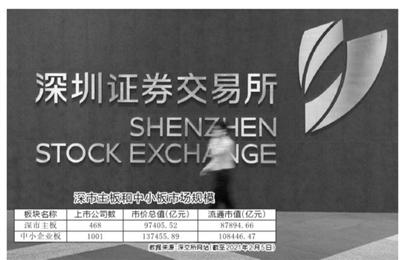 深圳证券交易所
SHENZHEN
STOCK EXCHANGE
深市主板和中小板市场规模
板块名称 上市公司数 市价总值(亿元) 流通市值(亿元)
深市主板 468 97405.52 87894.66
中小企业板 1001 137455.89 108446.47
数据来源:深交所网站(截至2021年2月5日)